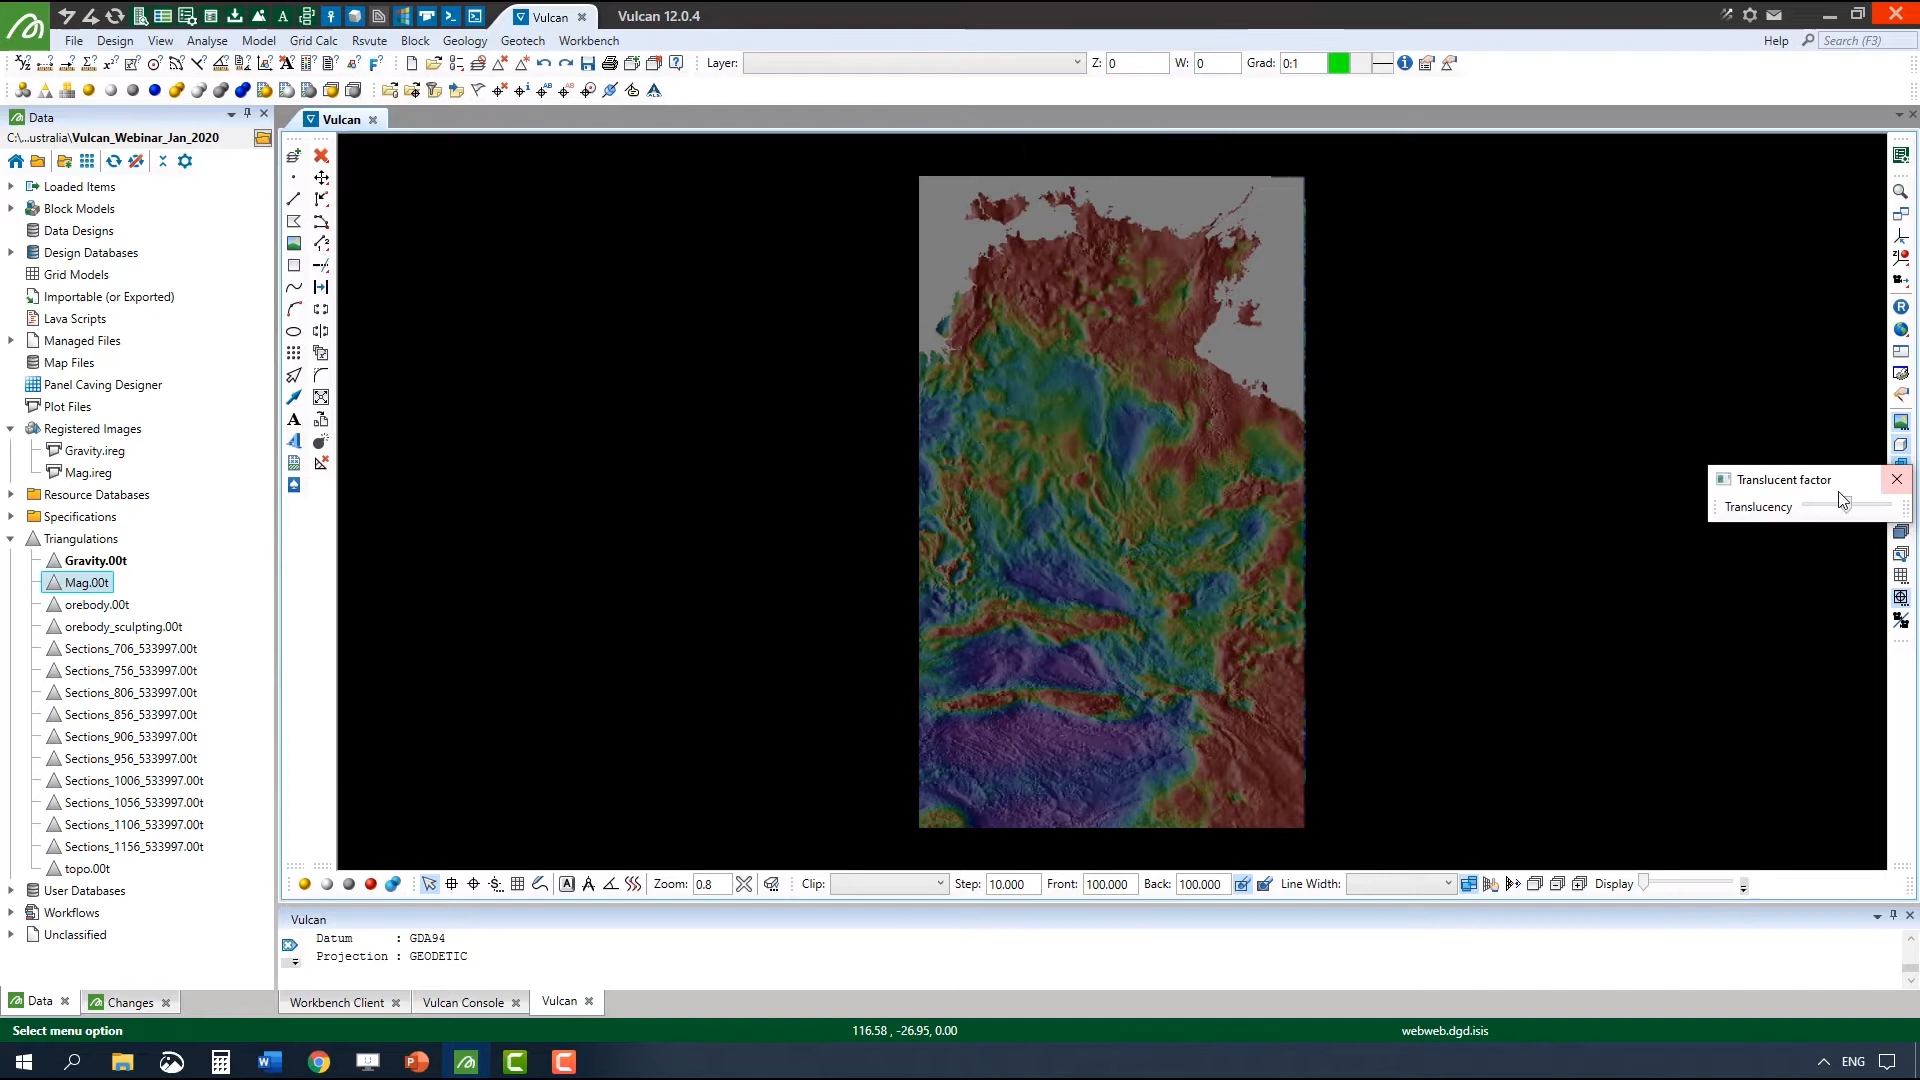 Vulcan
Vulcan 12.0.4
File Design View Analyse Model Grid Calc Rsvute Block Geology Geotech Workbench
Help Search (F3)
Layer: Z: 0 W: 0 Grad: 0:1
Data
C:\...ustralia\Vulcan_Webinar_Jan_2020
Vulcan
Loaded Items
Block Models
Data Designs
Design Databases
Grid Models
Importable (or Exported)
Lava Scripts
Managed Files
Map Files
Panel Caving Designer
Plot Files
Registered Images
Gravity.ireg
Mag.ireg
Resource Databases
Specifications
Triangulations
Gravity.00t
Mag.00t
orebody.00t
orebody_sculpting.00t
Sections_706_533997.00t
Sections_756_533997.00t
Sections_806_533997.00t
Sections_856_533997.00t
Sections_906_533997.00t
Sections_956_533997.00t
Sections_1006_533997.00t
Sections_1056_533997.00t
Sections_1106_533997.00t
Sections_1156_533997.00t
topo.00t
User Databases
Workflows
Unclassified
Translucent factor
Translucency
Zoom: 0.8 Clip: Step: 10.000 Front: 100.000 Back: 100.000 Line Width: Display
Vulcan
Datum : GDA94
Projection : GEODETIC
Data Changes
Workbench Client Vulcan Console Vulcan
Select menu option 116.58 , -26.95, 0.00 webweb.dgd.isis
ENG